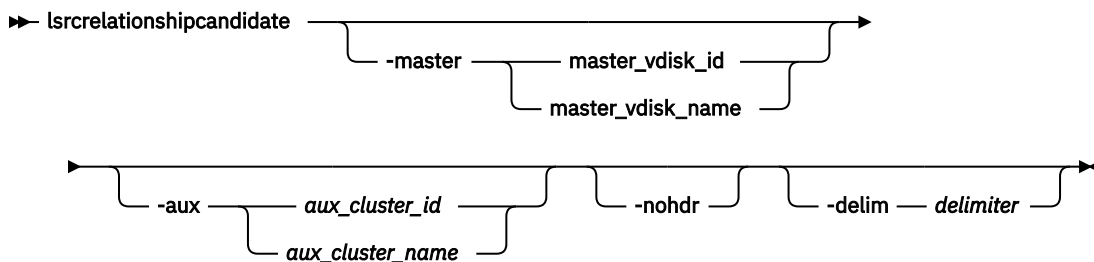 lsrcrelationshipcandidate
-master master_vdisk_id
master_vdisk_name
-aux aux_cluster_id -nohdr -delim delimiter
aux_cluster_name